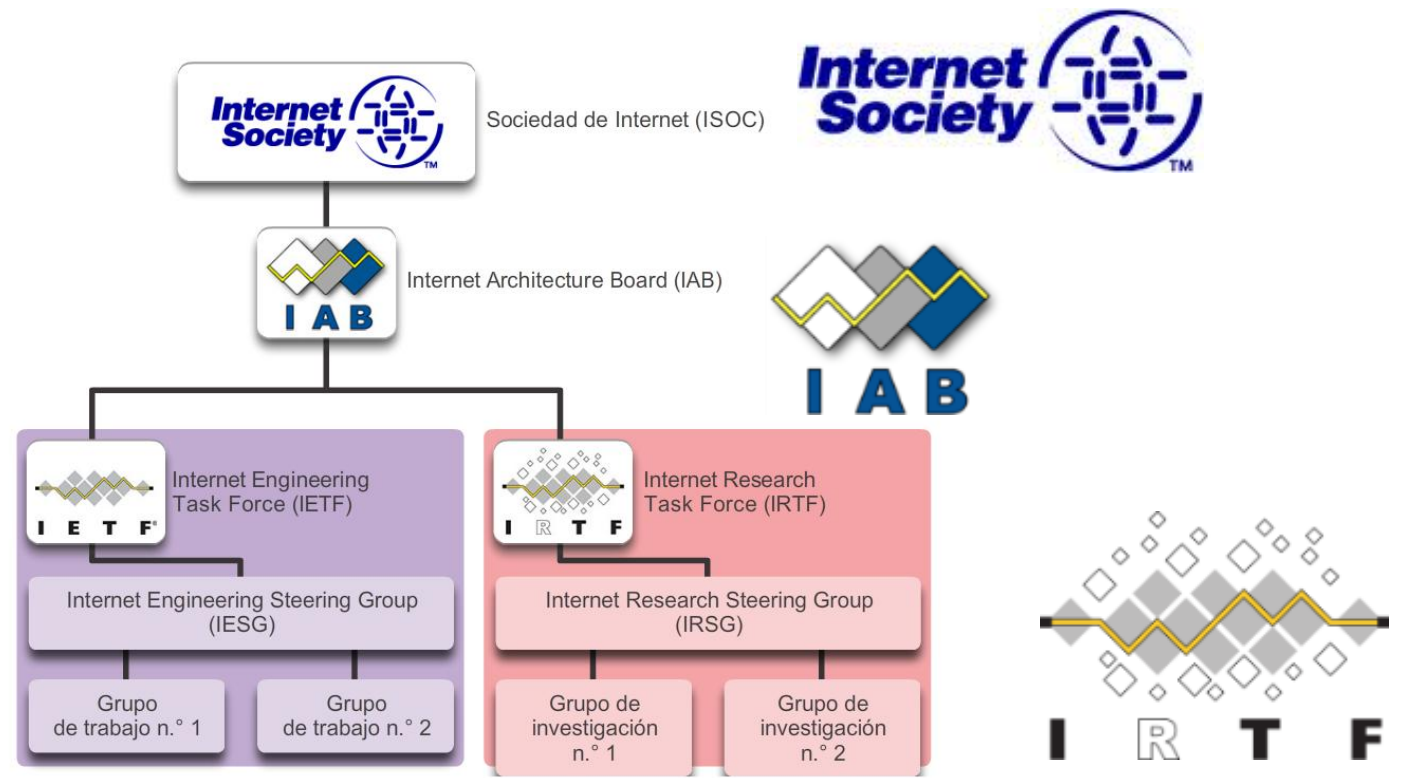 Internet
Society
TM
Sociedad de Internet (ISOC)
Internet
Society
TM
I A B
Internet Architecture Board (IAB)
I A B
I E T F®
Internet Engineering
Task Force (IETF)
I R T F
Internet Research
Task Force (IRTF)
Internet Engineering Steering Group
(IESG)
Grupo
de trabajo n.° 1
Grupo
de trabajo n.° 2
Internet Research Steering Group
(IRSG)
Grupo de
investigación
n.° 1
Grupo de
investigación
n.° 2
I R T F